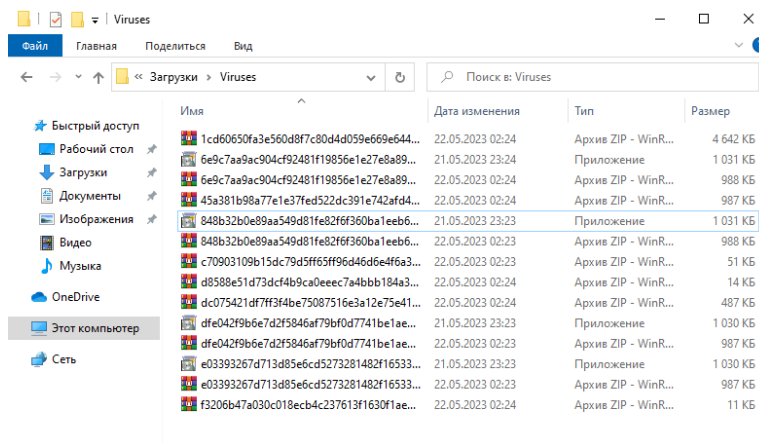 Viruses
Файл Главная Поделиться Вид
« Загрузки › Viruses Поиск в: Viruses
Имя Дата изменения Тип Размер
Быстрый доступ
Рабочий стол
Загрузки
Документы
Изображения
Видео
Музыка
OneDrive
Этот компьютер
Сеть
1cd60650fa3e560d8f7c80d4d059e669e644... 22.05.2023 02:24 Архив ZIP - WinR... 4 642 КБ
6e9c7aa9ac904cf92481f19856e1e27e8a89... 21.05.2023 23:24 Приложение 1 031 КБ
6e9c7aa9ac904cf92481f19856e1e27e8a89... 22.05.2023 02:24 Архив ZIP - WinR... 988 КБ
45a381b98a77e1e37fed522dc391e742afd4... 22.05.2023 02:24 Архив ZIP - WinR... 987 КБ
848b32b0e89aa549d81fe82f6f360ba1eeb6... 21.05.2023 23:23 Приложение 1 031 КБ
848b32b0e89aa549d81fe82f6f360ba1eeb6... 22.05.2023 02:23 Архив ZIP - WinR... 988 КБ
c70903109b15dc79d5ff65ff96d46d6e4f6a3... 22.05.2023 02:23 Архив ZIP - WinR... 51 КБ
d8588e51d73dcf4b9ca0eeec7a4bbb184a3... 22.05.2023 02:24 Архив ZIP - WinR... 14 КБ
dc075421df7ff3f4be75087516e3a12e75e41... 22.05.2023 02:24 Архив ZIP - WinR... 487 КБ
dfe042f9b6e7d2f5846af79bf0d7741be1ae... 21.05.2023 23:23 Приложение 1 030 КБ
dfe042f9b6e7d2f5846af79bf0d7741be1ae... 22.05.2023 02:23 Архив ZIP - WinR... 987 КБ
e03393267d713d85e6cd5273281482f16533... 21.05.2023 23:23 Приложение 1 030 КБ
e03393267d713d85e6cd5273281482f16533... 22.05.2023 02:23 Архив ZIP - WinR... 987 КБ
f3206b47a030c018ecb4c237613f1630f1ae... 22.05.2023 02:24 Архив ZIP - WinR... 11 КБ